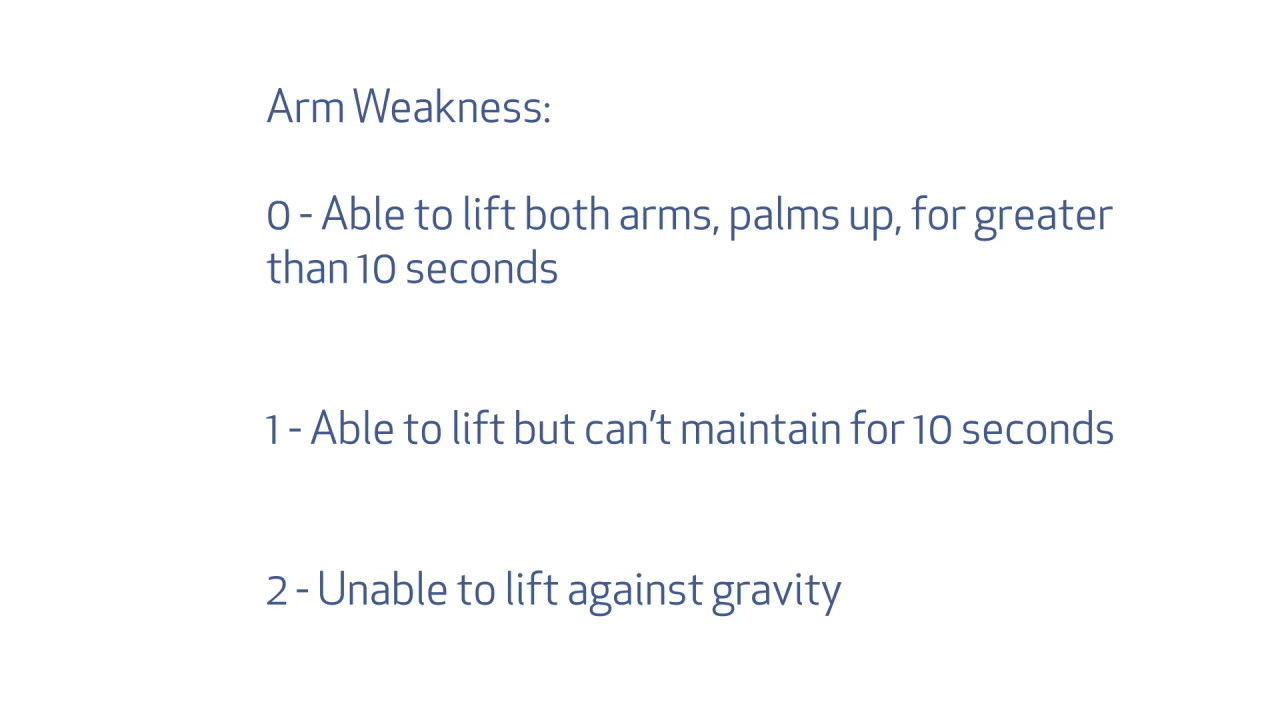 Arm Weakness:
0 - Able to lift both arms, palms up, for greater
than 10 seconds
1 - Able to lift but can’t maintain for 10 seconds
2 - Unable to lift against gravity